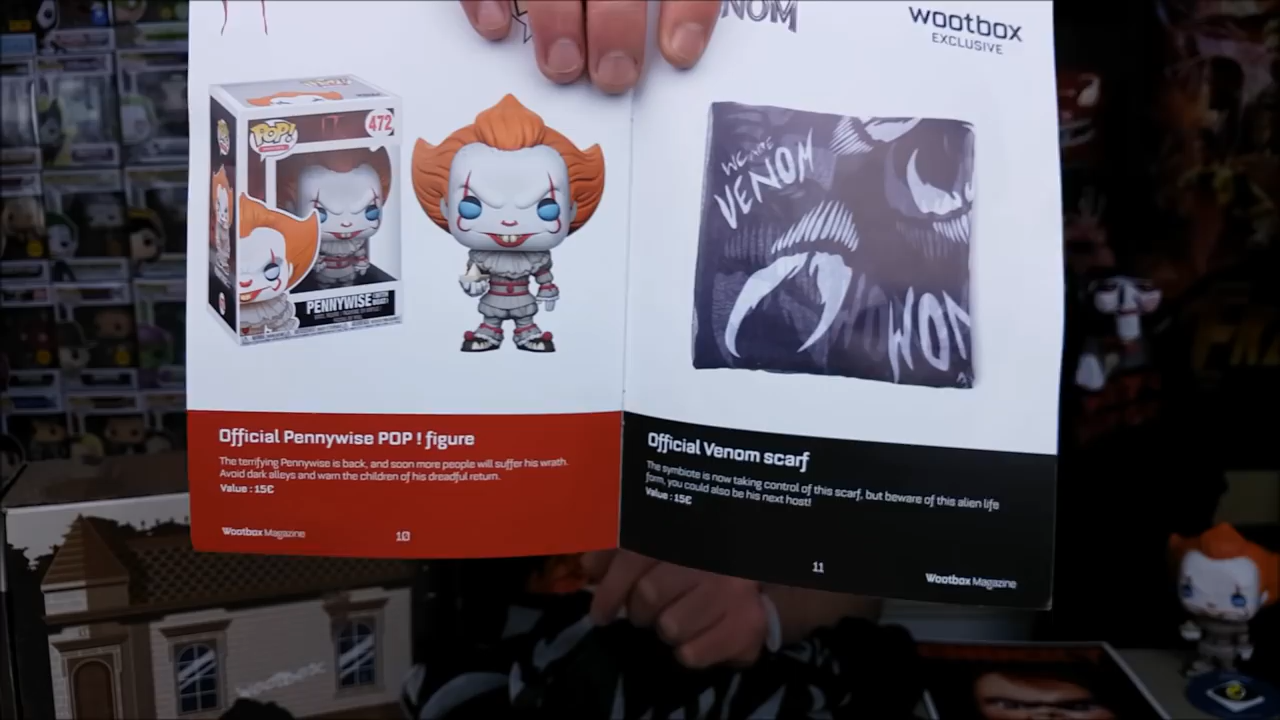 NOM
wootbox
EXCLUSIVE
POP!
IT
472
PENNYWISE
WE ARE
VENOM
WON
Official Pennywise POP ! figure
The terrifying Pennywise is back, and soon more people will suffer his wrath.
Avoid dark alleys and warn the children of his dreadful return.
Value : 15€
Wootbox Magazine
10
Official Venom scarf
The symbiote is now taking control of this scarf, but beware of this alien life
form, you could also be his next host!
Value : 15€
11
Wootbox Magazine
wootbox